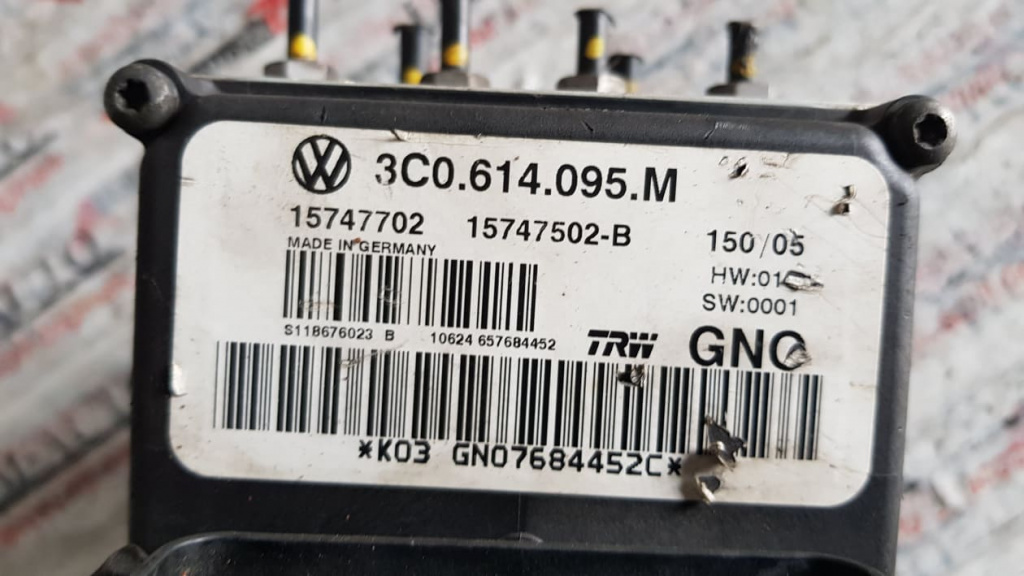 3C0.614.095.M
15747702 15747502-B 150/05
MADE IN GERMANY
SW:0001
S118676023 B 10624 657684452
TRW
*K03 GN07684452C*